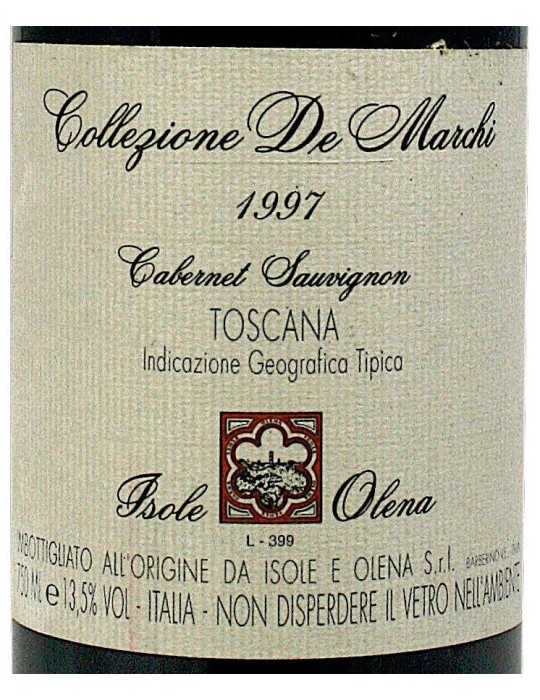 Collezione De Marchi
1997
Cabernet Sauvignon
TOSCANA
Indicazione Geografica Tipica
Isole Olena
L - 399
IMBOTTIGLIATO ALL'ORIGINE DA ISOLE E OLENA S.r.l. BARBERINO
750 ML e 13,5% VOL - ITALIA - NON DISPERDERE IL VETRO NELL'AMBIENTE